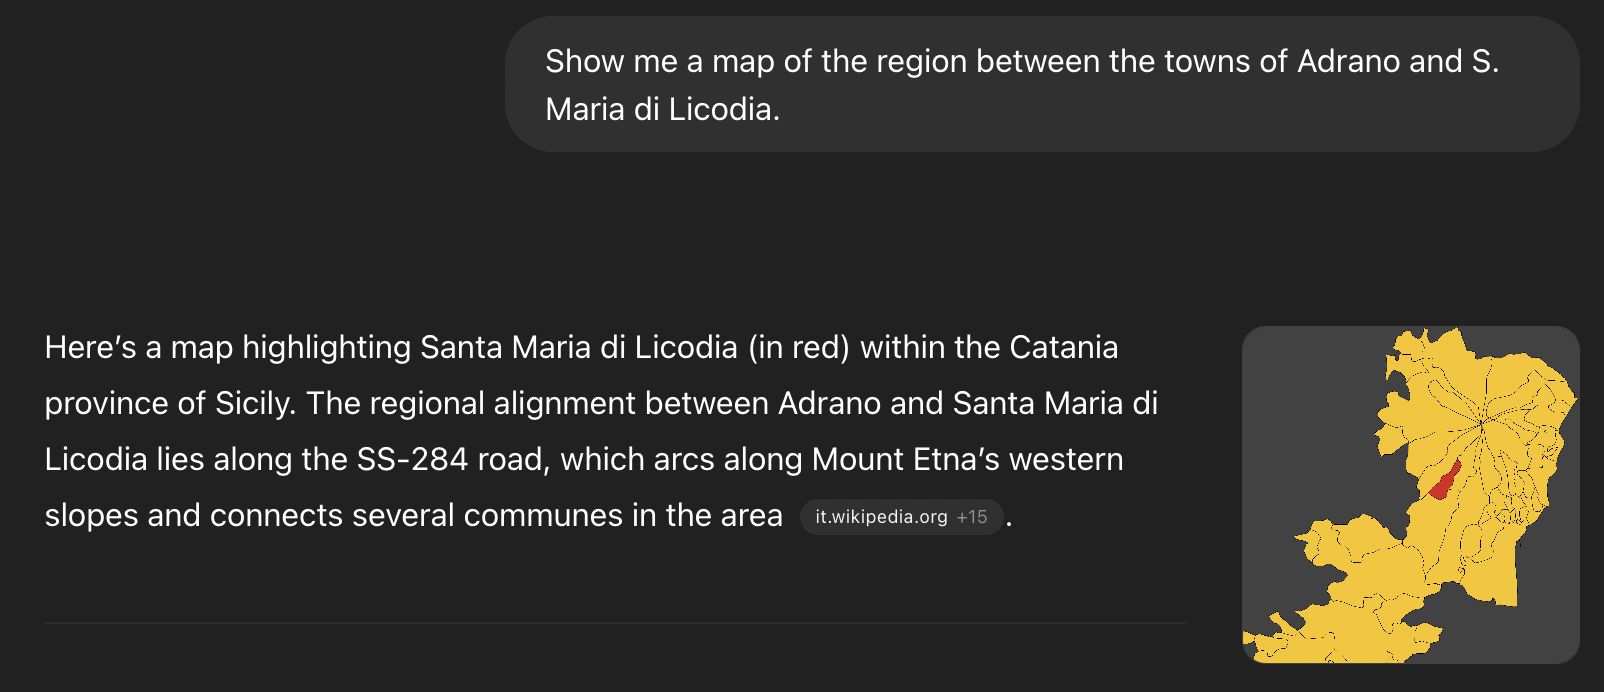 Show me a map of the region between the towns of Adrano and S.
Maria di Licodia.
Here’s a map highlighting Santa Maria di Licodia (in red) within the Catania
province of Sicily. The regional alignment between Adrano and Santa Maria di
Licodia lies along the SS-284 road, which arcs along Mount Etna’s western
slopes and connects several communes in the area it.wikipedia.org +15 .